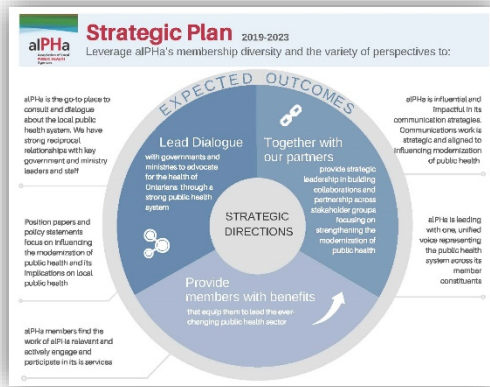 alPHa
Association of Local
PUBLIC HEALTH
Agencies
Strategic Plan 2019-2023
Leverage alPHa's membership diversity and the variety of perspectives to:
EXPECTED OUTCOMES
alPHa is the go-to place to
consult and dialogue
about the local public
health system. We have
strong reciprocal
relationships with key
government and ministry
leaders and staff
Position papers and
policy statements
focus on influencing
the modernization of
public health and its
implications on local
public health
alPHa members find the
work of alPHa is relevant and
actively engage and
participate in its is services
Lead Dialogue
with governments and
ministries to advocate
for the health of
Ontarians through a
strong public health
system
Together with
our partners
provide strategic
leadership in building
collaborations and
partnership across
stakeholder groups
focusing on
strengthening the
modernization of
public health
STRATEGIC
DIRECTIONS
Provide
members with benefits
that equip them to lead the ever-
changing public health sector
alPHa is influential and
impactful in its
communication strategies.
Communications work is
strategic and aligned to
influencing modernization
of public health
alPHa is leading
with one, unified
voice representing
the public health
system across its
member
constituents